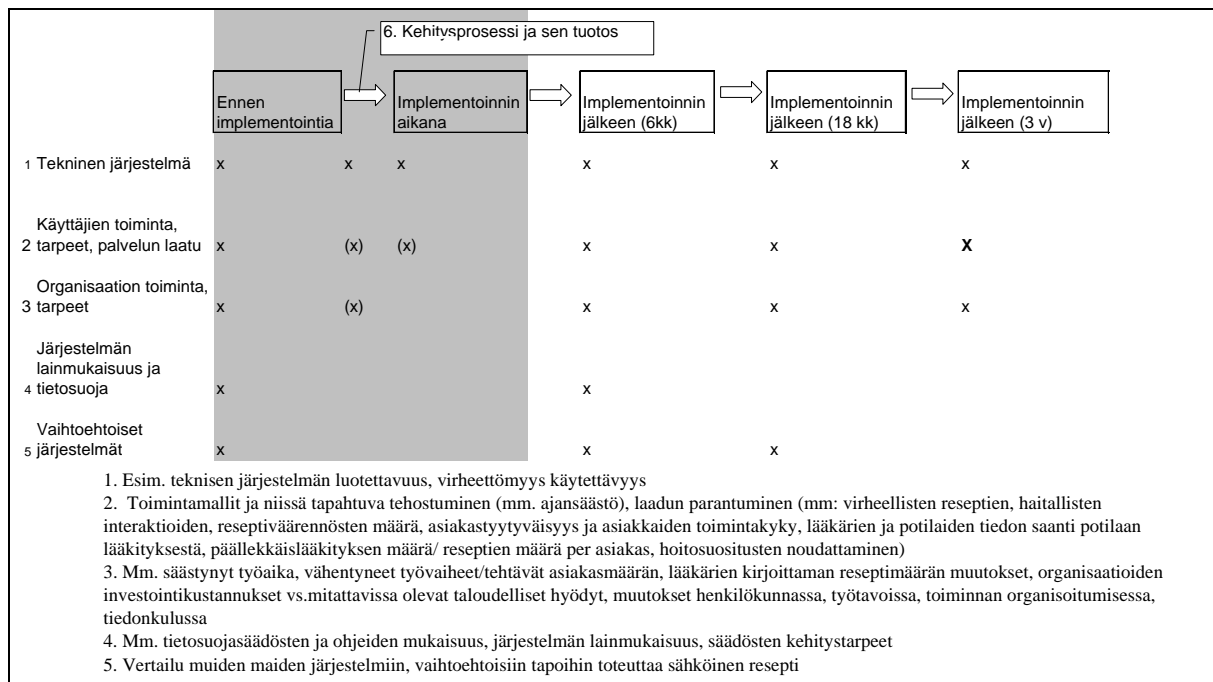 6. Kehitysprosessi ja sen tuotos
Ennen
implementointia
Implementoinnin
aikana
Implementoinnin
jälkeen (6kk)
Implementoinnin
jälkeen (18 kk)
Implementoinnin
jälkeen (3 v)
1 Tekninen järjestelmä x x x x x x
Käyttäjien toiminta,
2 tarpeet, palvelun laatu x (x) (x) x x x
Organisaation toiminta,
3 tarpeet x (x) x x x
Järjestelmän
lainmukaisuus ja
4 tietosuoja x x
Vaihtoehtoiset
5 järjestelmät x x x
1. Esim. teknisen järjestelmän luotettavuus, virheettömyys käytettävyys
2. Toimintamallit ja niissä tapahtuva tehostuminen (mm. ajansäästö), laadun parantuminen (mm: virheellisten reseptien, haitallisten
interaktioiden, reseptiväärennösten määrä, asiakastyytyväisyys ja asiakkaiden toimintakyky, lääkärien ja potilaiden tiedon saanti potilaan
lääkityksestä, päällekkäislääkityksen määrä/ reseptien määrä per asiakas, hoitosuositusten noudattaminen)
3. Mm. säästynyt työaika, vähentyneet työvaiheet/tehtävät asiakasmäärän, lääkärien kirjoittaman reseptimäärän muutokset, organisaatioiden
investointikustannukset vs.mitattavissa olevat taloudelliset hyödyt, muutokset henkilökunnassa, työtavoissa, toiminnan organisoitumisessa,
tiedonkulussa
4. Mm. tietosuojasäädösten ja ohjeiden mukaisuus, järjestelmän lainmukaisuus, säädösten kehitystarpeet
5. Vertailu muiden maiden järjestelmiin, vaihtoehtoisiin tapoihin toteuttaa sähköinen resepti